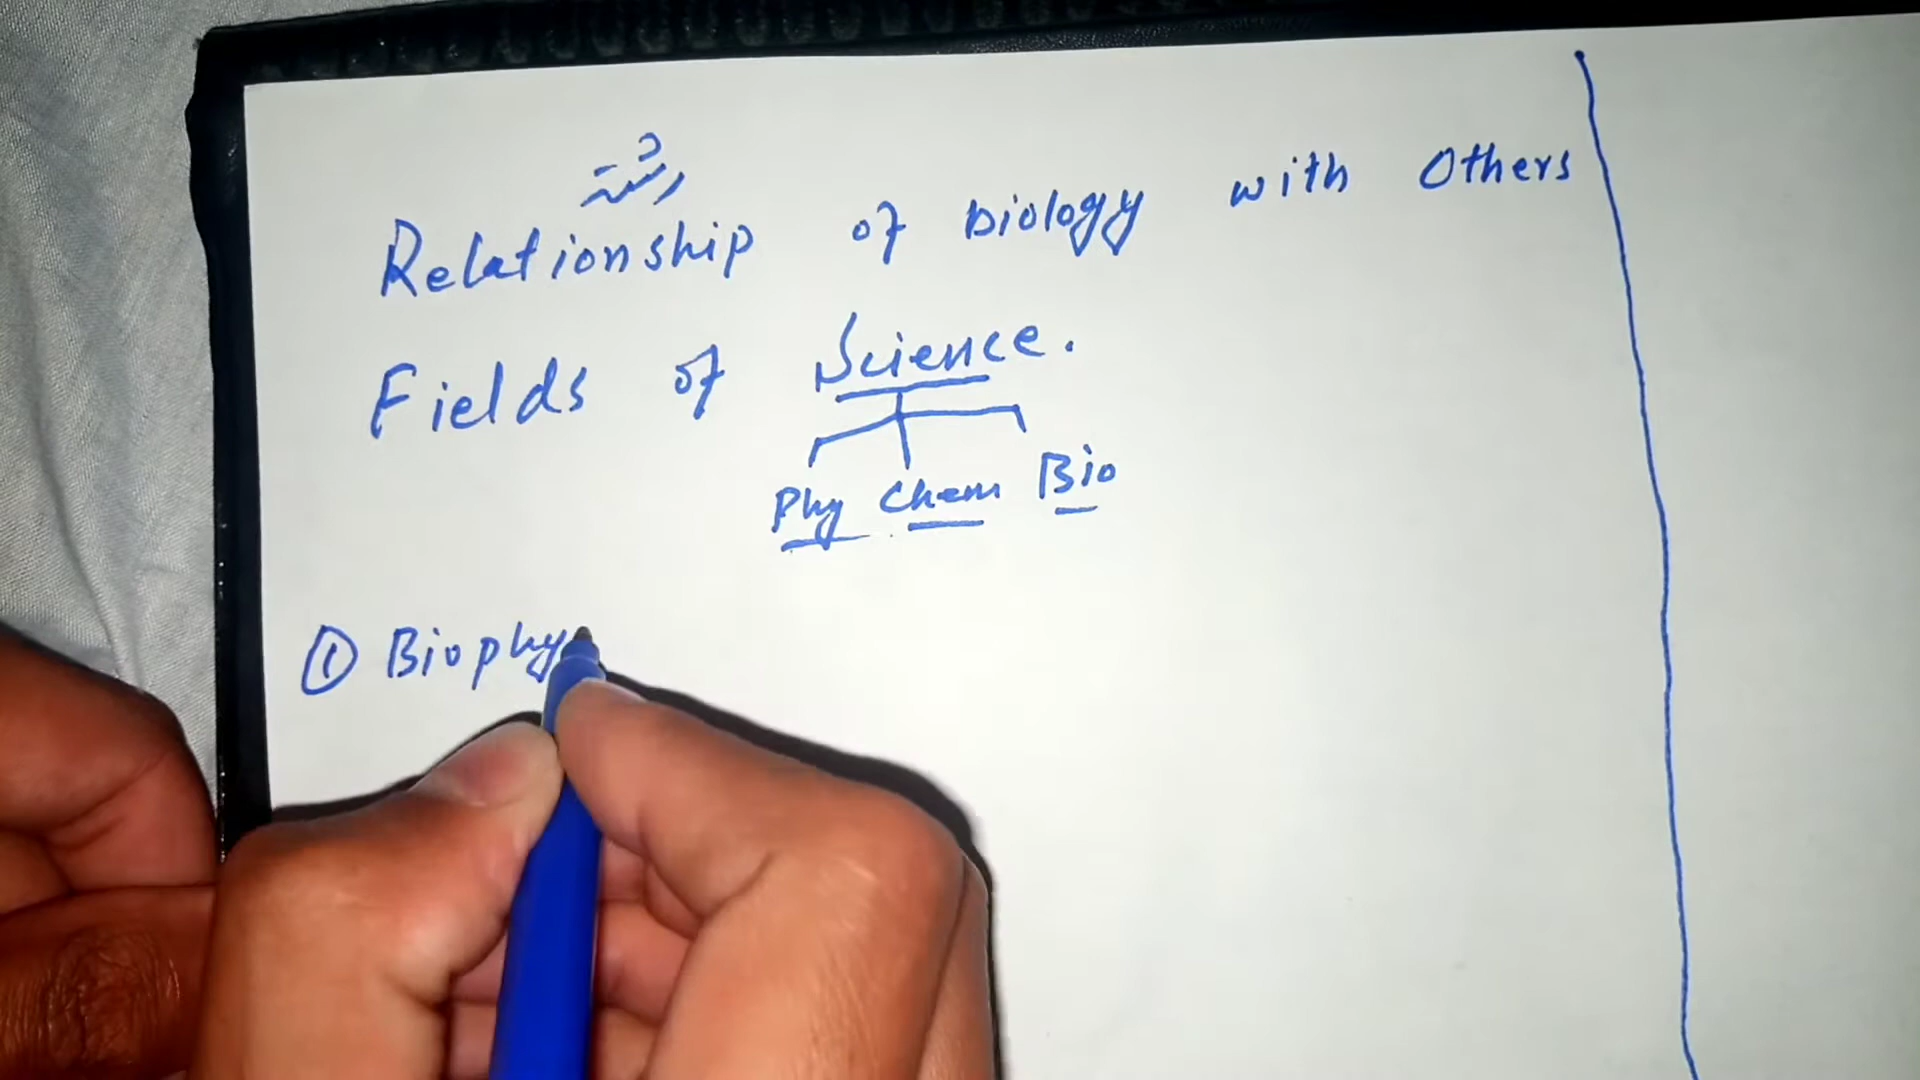 رشتہ
Relationship of Biology with Others
Fields of Science.
Phy Chem Bio
① Biophy